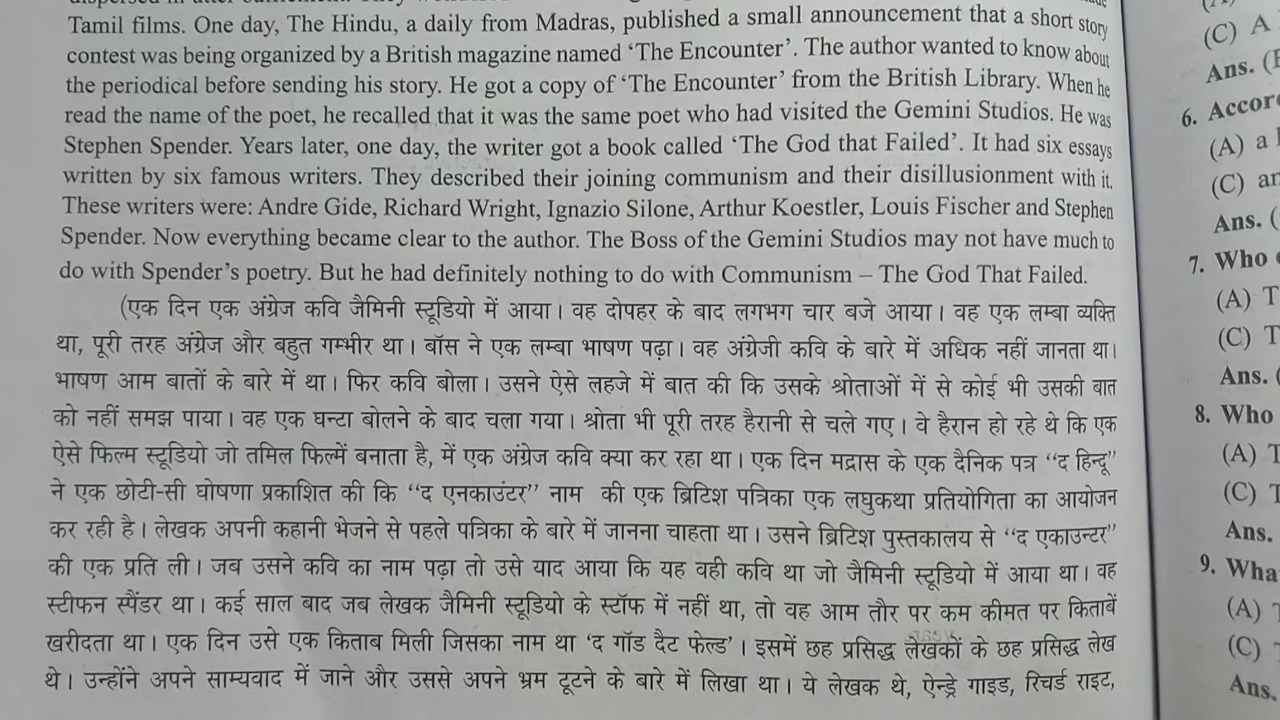 Tamil films. One day, The Hindu, a daily from Madras, published a small announcement that a short story
contest was being organized by a British magazine named ‘The Encounter’. The author wanted to know about
the periodical before sending his story. He got a copy of ‘The Encounter’ from the British Library. When he
read the name of the poet, he recalled that it was the same poet who had visited the Gemini Studios. He was
Stephen Spender. Years later, one day, the writer got a book called ‘The God that Failed’. It had six essays
written by six famous writers. They described their joining communism and their disillusionment with it.
These writers were: Andre Gide, Richard Wright, Ignazio Silone, Arthur Koestler, Louis Fischer and Stephen
Spender. Now everything became clear to the author. The Boss of the Gemini Studios may not have much to
do with Spender’s poetry. But he had definitely nothing to do with Communism – The God That Failed.
(एक दिन एक अंग्रेज कवि जैमिनी स्टूडियो में आया। वह दोपहर के बाद लगभग चार बजे आया। वह एक लम्बा व्यक्ति
था, पूरी तरह अंग्रेज और बहुत गम्भीर था। बॉस ने एक लम्बा भाषण पढ़ा। वह अंग्रेजी कवि के बारे में अधिक नहीं जानता था।
भाषण आम बातों के बारे में था। फिर कवि बोला। उसने ऐसे लहजे में बात की कि उसके श्रोताओं में से कोई भी उसकी बात
को नहीं समझ पाया। वह एक घन्टा बोलने के बाद चला गया। श्रोता भी पूरी तरह हैरानी से चले गए। वे हैरान हो रहे थे कि एक
ऐसे फिल्म स्टूडियो जो तमिल फिल्में बनाता है, में एक अंग्रेज कवि क्या कर रहा था। एक दिन मद्रास के एक दैनिक पत्र “द हिन्दू”
ने एक छोटी-सी घोषणा प्रकाशित की कि “द एनकाउंटर” नाम की एक ब्रिटिश पत्रिका एक लघुकथा प्रतियोगिता का आयोजन
कर रही है। लेखक अपनी कहानी भेजने से पहले पत्रिका के बारे में जानना चाहता था। उसने ब्रिटिश पुस्तकालय से “द एकाउन्टर”
की एक प्रति ली। जब उसने कवि का नाम पढ़ा तो उसे याद आया कि यह वही कवि था जो जैमिनी स्टूडियो में आया था। वह
स्टीफन स्पैंडर था। कई साल बाद जब लेखक जैमिनी स्टूडियो के स्टॉफ में नहीं था, तो वह आम तौर पर कम कीमत पर किताबें
खरीदता था। एक दिन उसे एक किताब मिली जिसका नाम था ‘द गॉड दैट फेल्ड’। इसमें छह प्रसिद्ध लेखकों के छह प्रसिद्ध लेख
थे। उन्होंने अपने साम्यवाद में जाने और उससे अपने भ्रम टूटने के बारे में लिखा था। ये लेखक थे, ऐन्ड्रे गाइड, रिचर्ड राइट,
(C) A
Ans. (
6. Accor
(A) a
(C) an
Ans. (
7. Who
(A) T
(C) T
Ans. (
8. Who
(A) T
(C) T
Ans.
9. Wha
(A)
(C)
Ans.